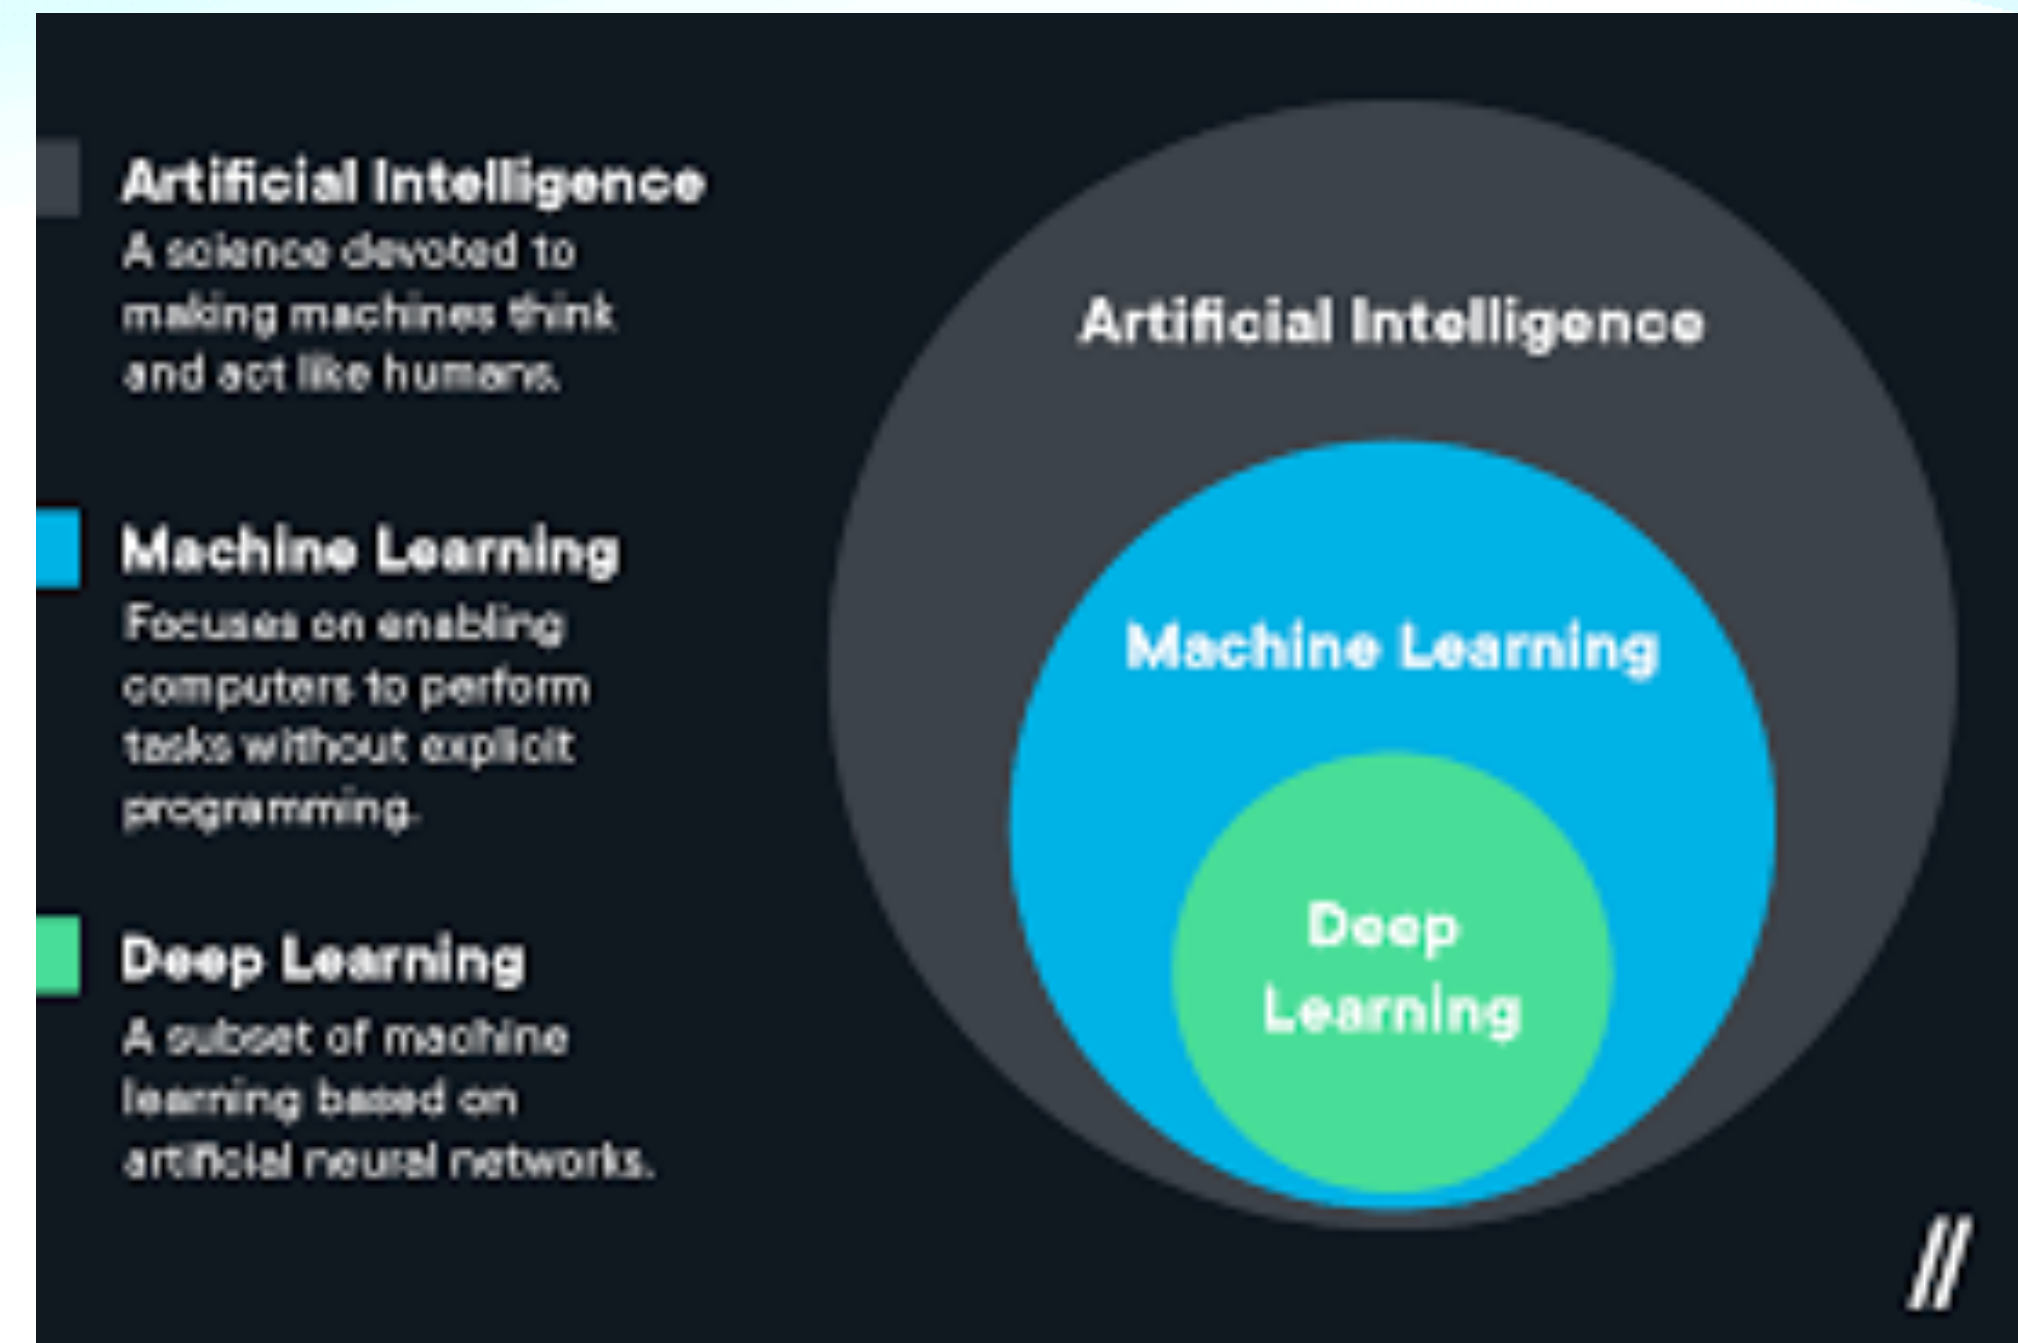 Artificial Intelligence
A science devoted to
making machines think
and act like humans.
Machine Learning
Focuses on enabling
computers to perform
tasks without explicit
programming.
Deep Learning
A subset of machine
learning based on
artificial neural networks.
Artificial Intelligence
Machine Learning
Deep
Learning
//